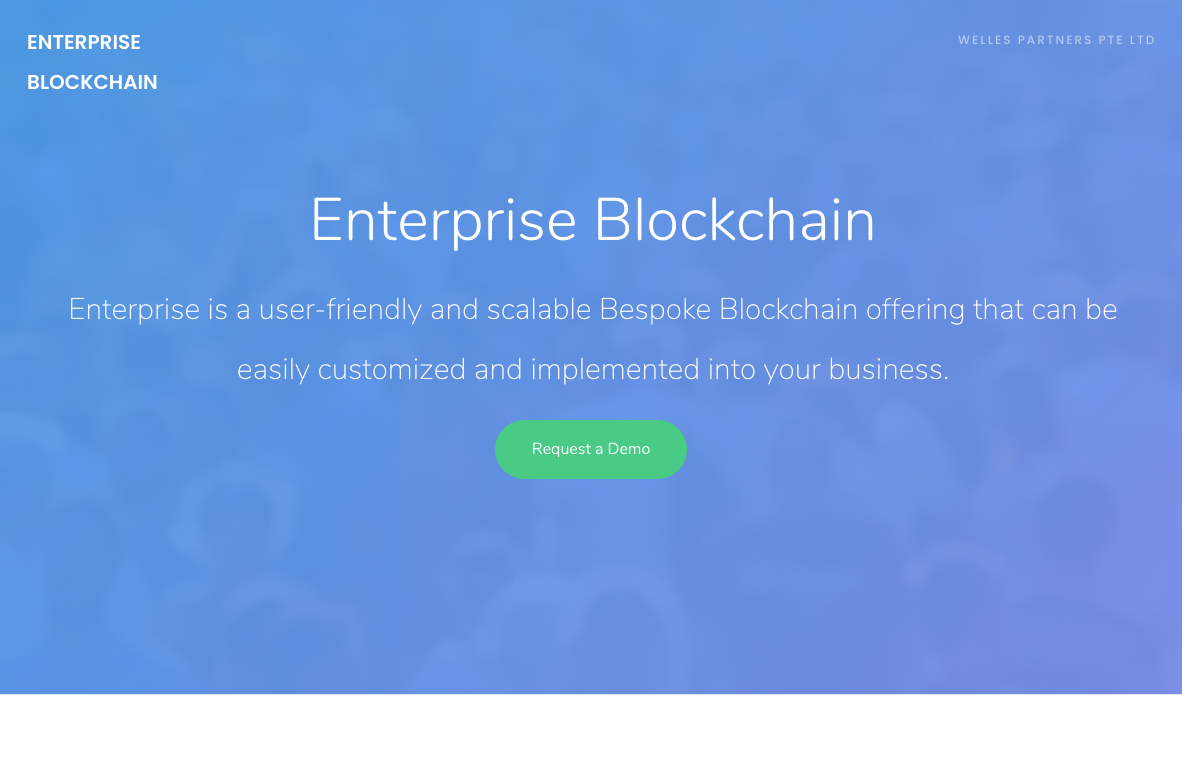 ENTERPRISE
BLOCKCHAIN
WELLES PARTNERS PTE LTD
Enterprise Blockchain
Enterprise is a user-friendly and scalable Bespoke Blockchain offering that can be
easily customized and implemented into your business.
Request a Demo